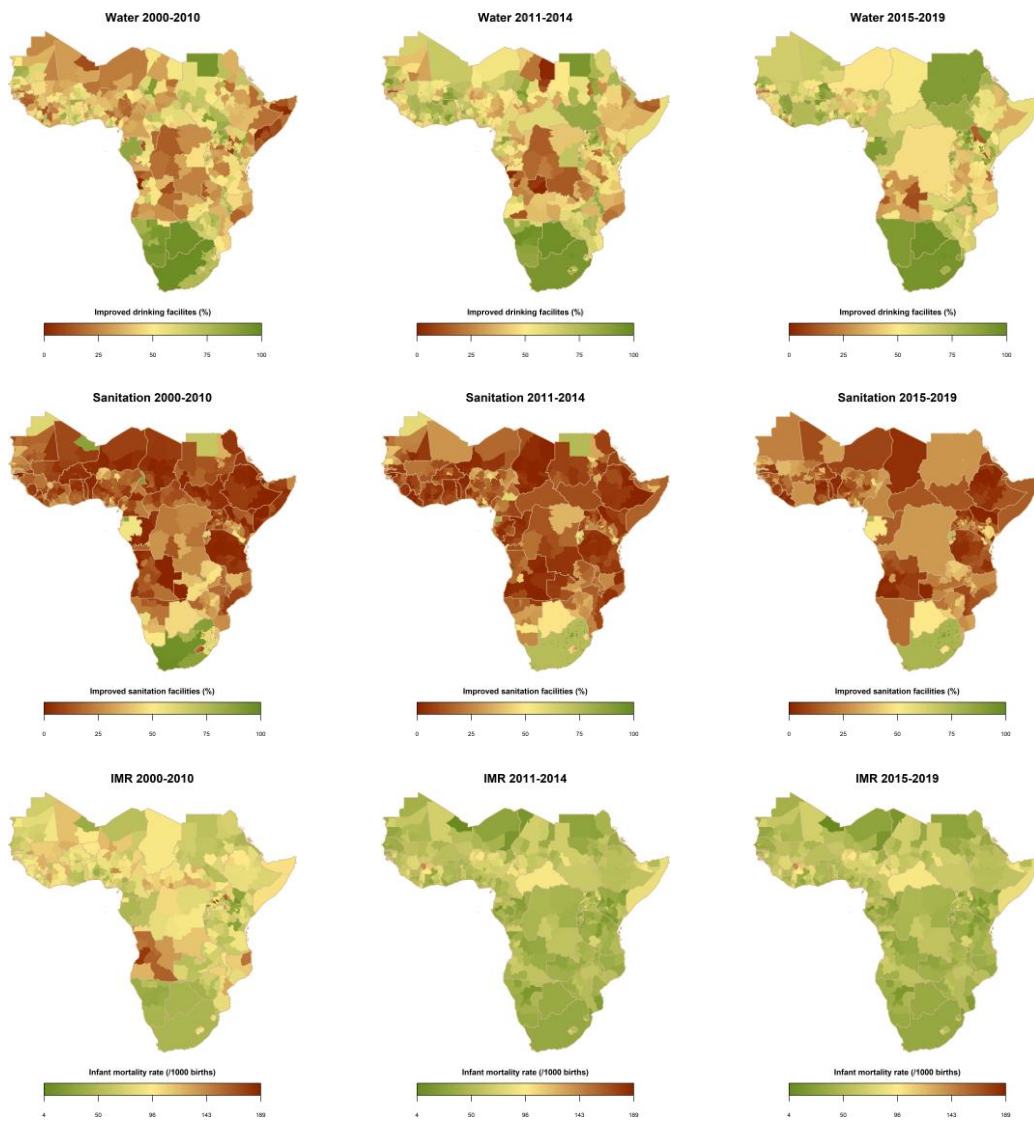 Water 2000-2010
Water 2011-2014
Water 2015-2019
Improved drinking facilites (%)
0 25 50 75 100
Improved drinking facilites (%)
0 25 50 75 100
Improved drinking facilites (%)
0 25 50 75 100
Sanitation 2000-2010
Sanitation 2011-2014
Sanitation 2015-2019
Improved sanitation facilities (%)
0 25 50 75 100
Improved sanitation facilities (%)
0 25 50 75 100
Improved sanitation facilities (%)
0 25 50 75 100
IMR 2000-2010
IMR 2011-2014
IMR 2015-2019
Infant mortality rate (/1000 births)
4 50 96 143 189
Infant mortality rate (/1000 births)
4 50 96 143 189
Infant mortality rate (/1000 births)
4 50 96 143 189